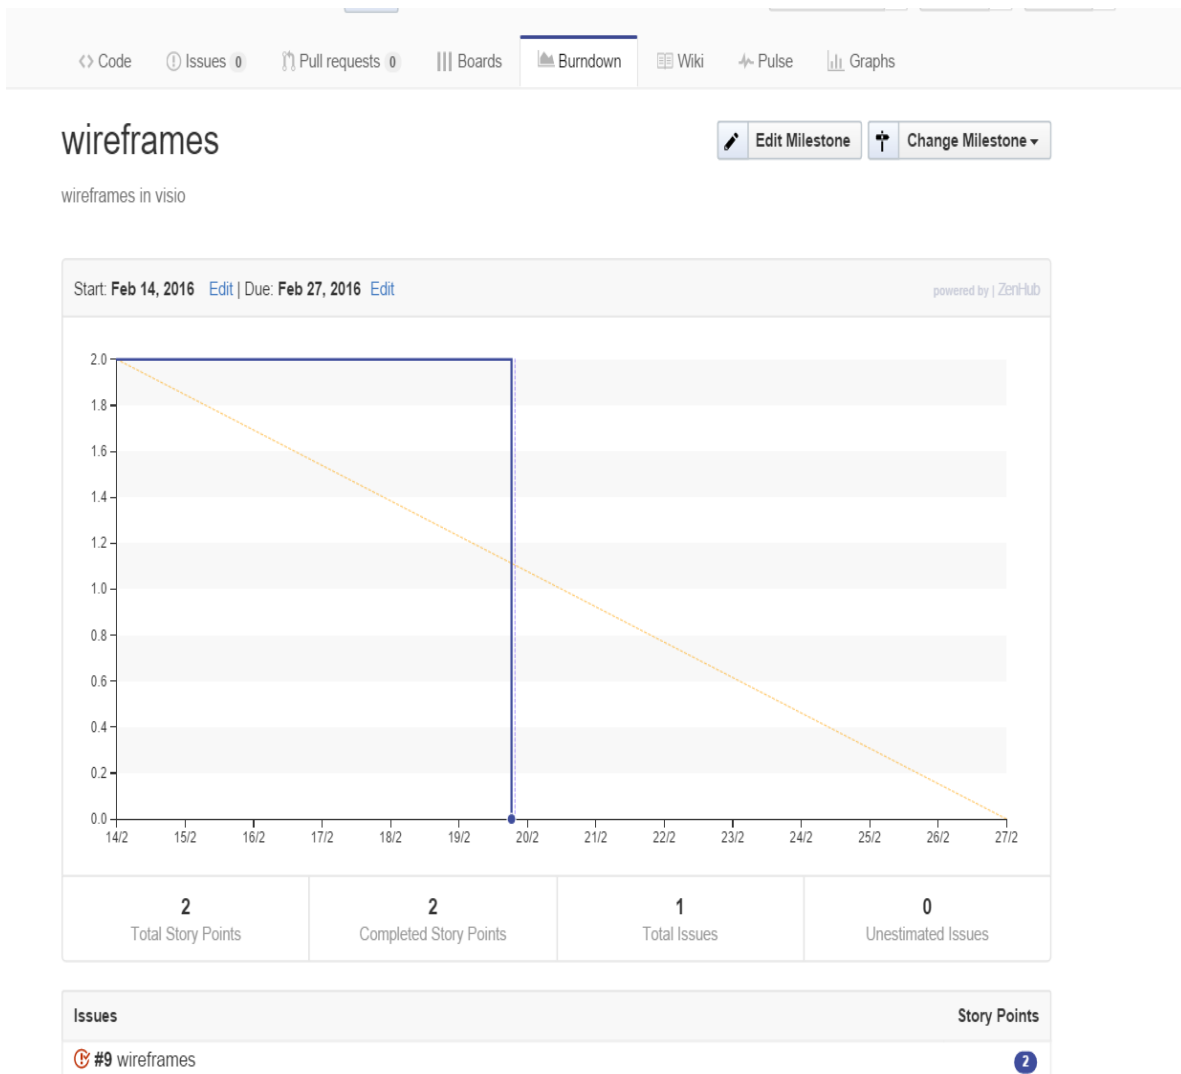 Code Issues 0 Pull requests 0 Boards Burndown Wiki Pulse Graphs
wireframes
Edit Milestone Change Milestone
wireframes in visio
Start: Feb 14, 2016 Edit | Due: Feb 27, 2016 Edit
powered by | ZenHub
2.0
1.8
1.6
1.4
1.2
1.0
0.8
0.6
0.4
0.2
0.0
14/2 15/2 16/2 17/2 18/2 19/2 20/2 21/2 22/2 23/2 24/2 25/2 26/2 27/2
2 2 1 0
Total Story Points Completed Story Points Total Issues Unestimated Issues
Issues Story Points
#9 wireframes 2